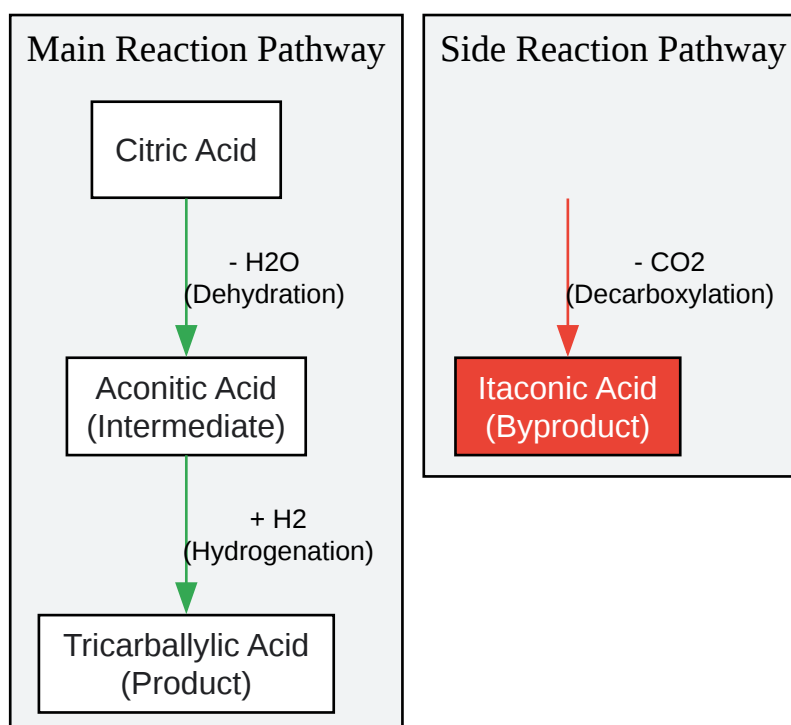 Main Reaction Pathway
Citric Acid
- H2O
(Dehydration)
Aconitic Acid
(Intermediate)
+ H2
(Hydrogenation)
Tricarballylic Acid
(Product)
Side Reaction Pathway
- CO2
(Decarboxylation)
Itaconic Acid
(Byproduct)